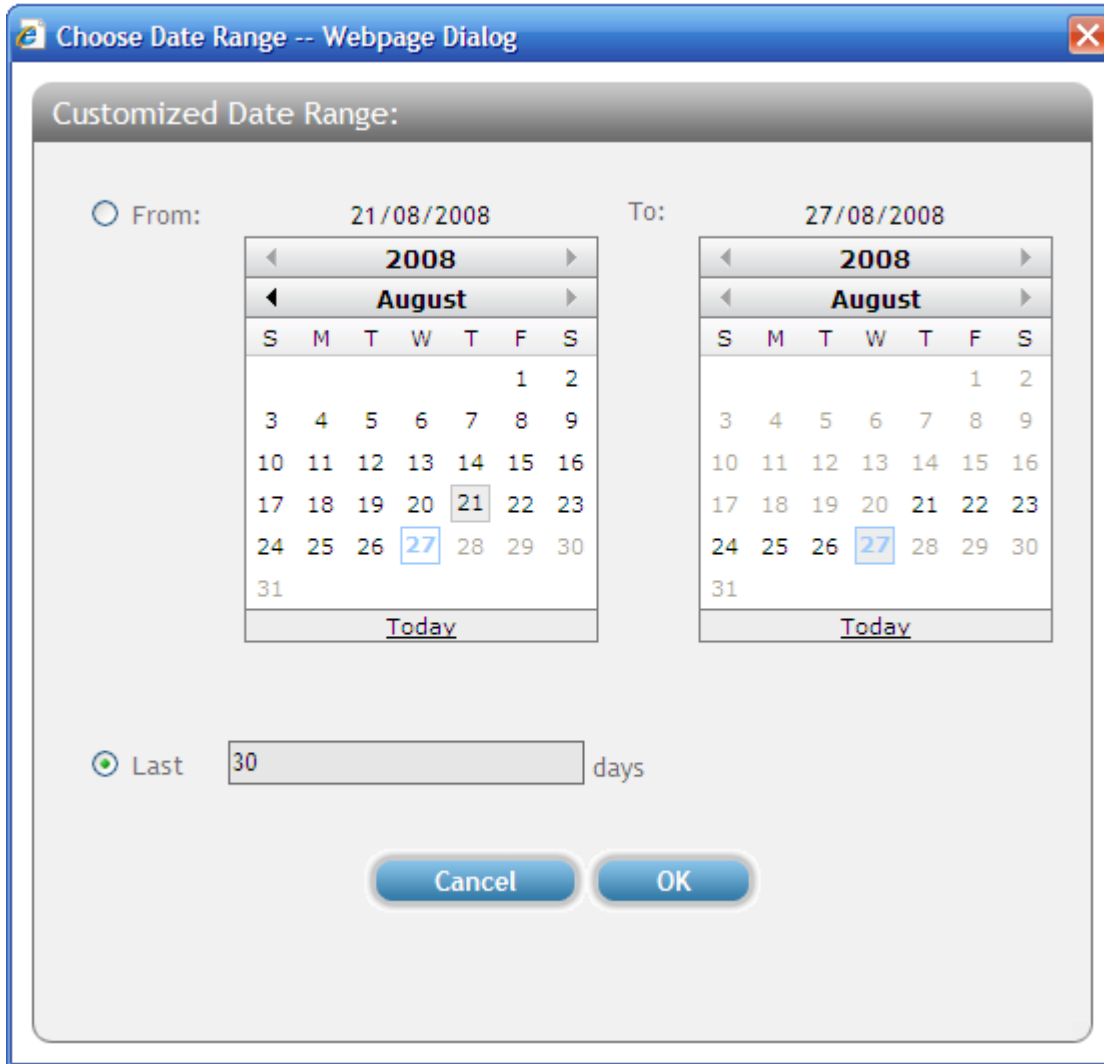 Choose Date Range -- Webpage Dialog
Customized Date Range:
From: 21/08/2008 To: 27/08/2008
2008 2008
August August
S M T W T F S S M T W T F S
1 2 1 2
3 4 5 6 7 8 9 3 4 5 6 7 8 9
10 11 12 13 14 15 16 10 11 12 13 14 15 16
17 18 19 20 21 22 23 17 18 19 20 21 22 23
24 25 26 27 28 29 30 24 25 26 27 28 29 30
31 31
Today Today
Last 30 days
Cancel OK